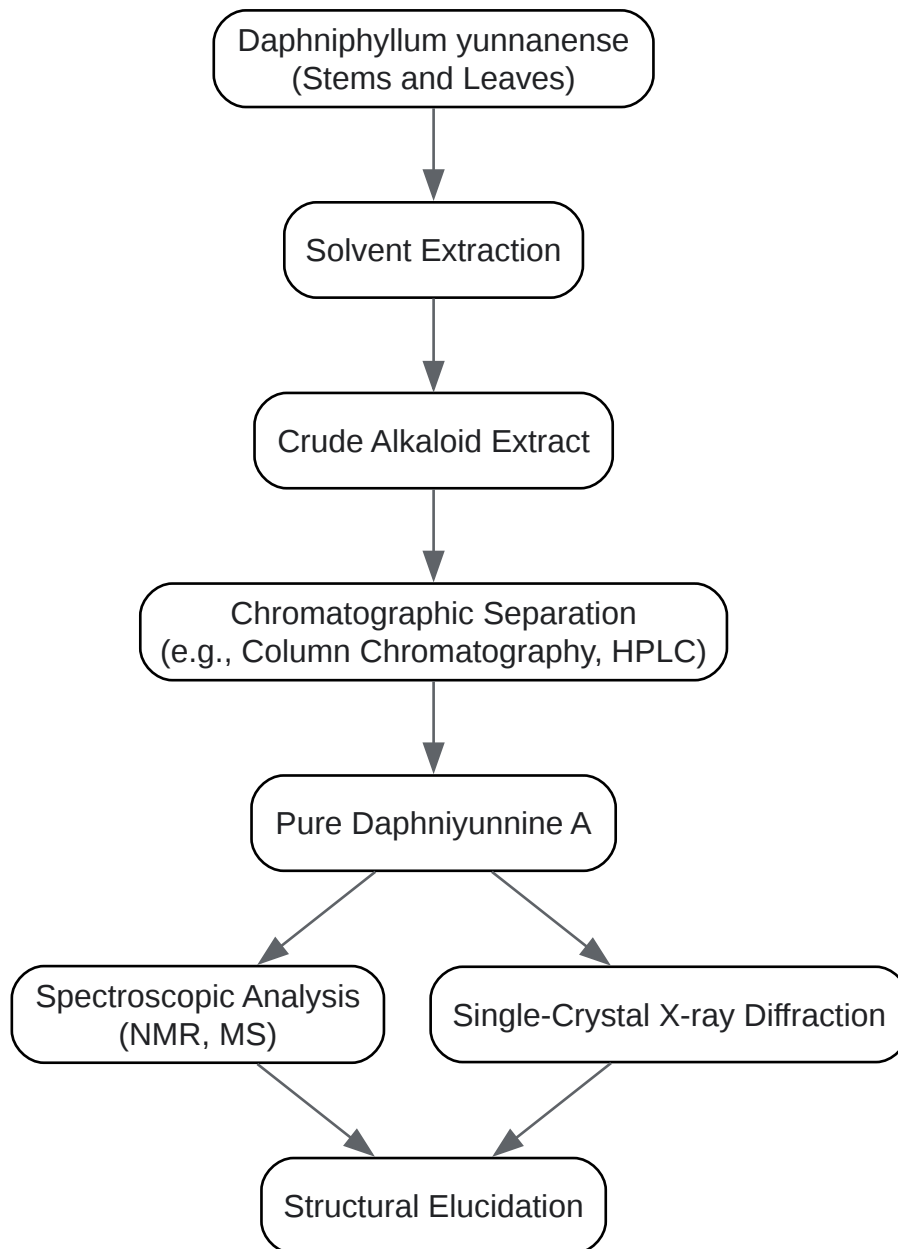 Daphniphyllum yunnanense
(Stems and Leaves)
Solvent Extraction
Crude Alkaloid Extract
Chromatographic Separation
(e.g., Column Chromatography, HPLC)
Pure Daphniyunnine A
Spectroscopic Analysis
(NMR, MS)
Single-Crystal X-ray Diffraction
Structural Elucidation